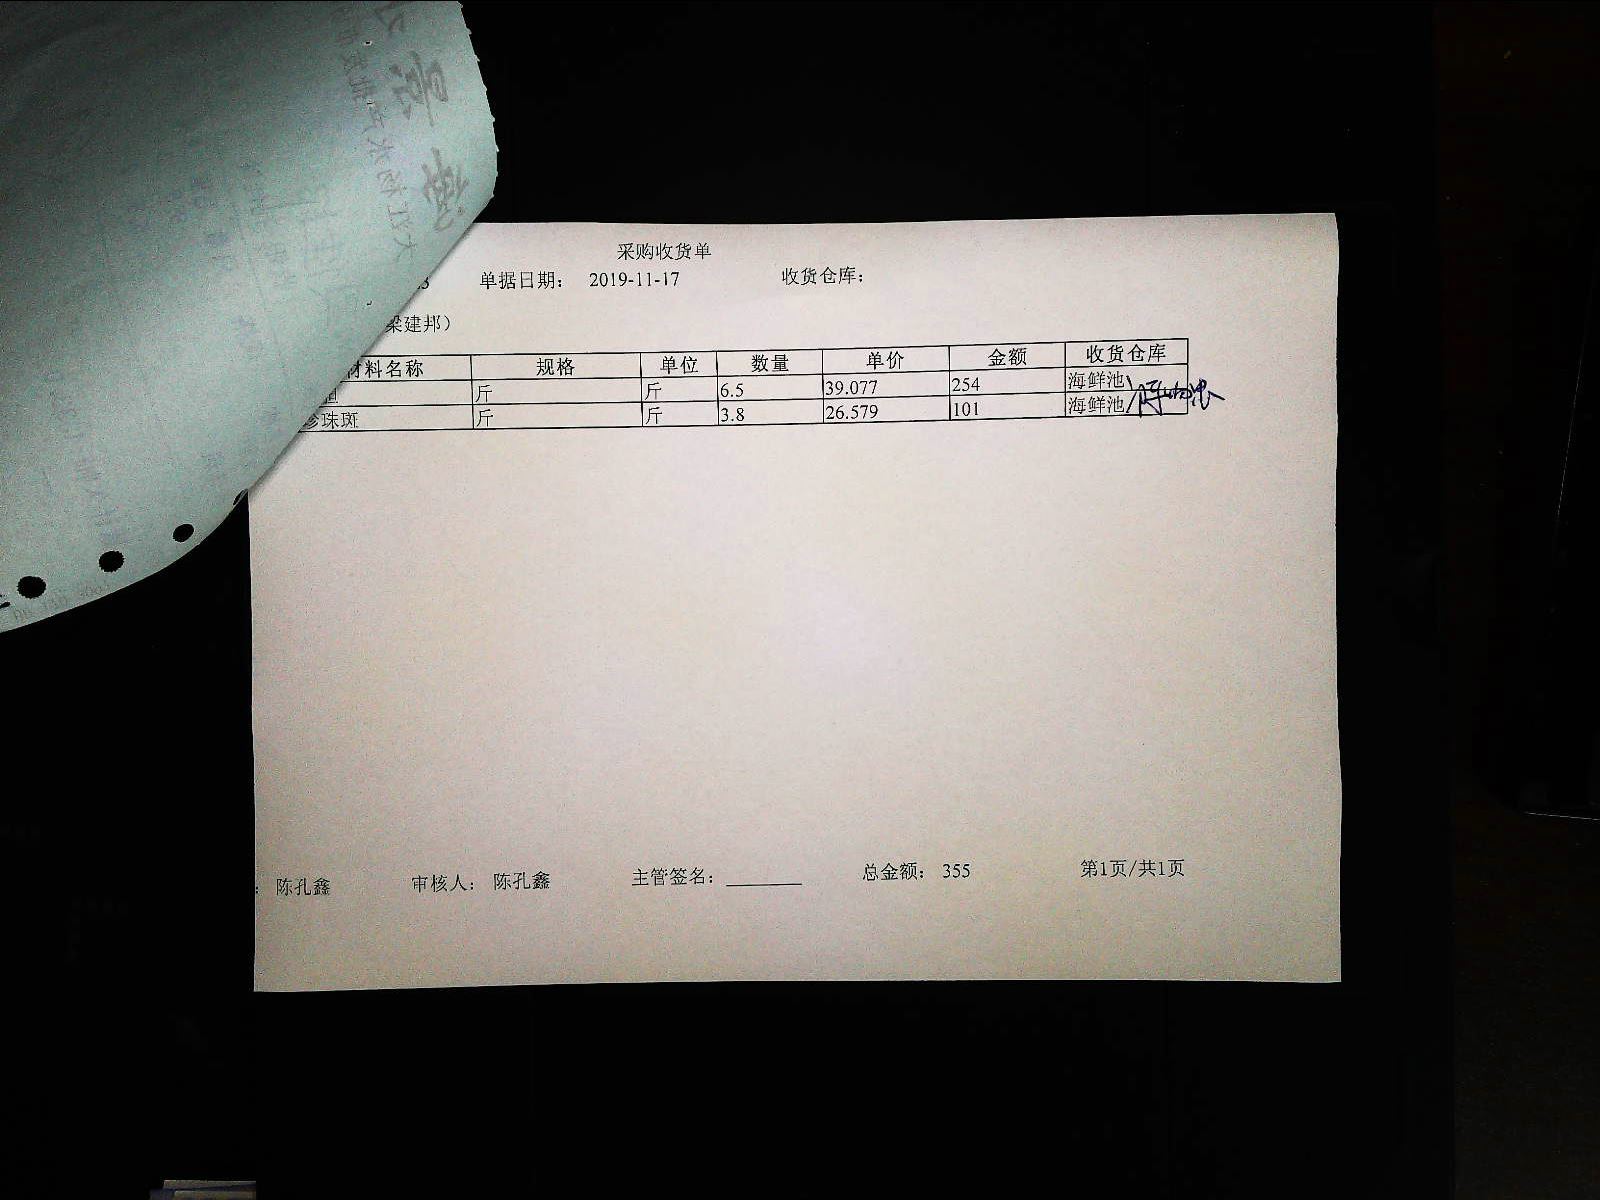 采购收货单
单据日期： 2019-11-17 收货仓库：
梁建邦）
材料名称 规格 单位 数量 单价 金额 收货仓库
斤 斤 6.5 39.077 254 海鲜池
珍珠斑 斤 斤 3.8 26.579 101 海鲜池
： 陈孔鑫 审核人： 陈孔鑫 主管签名：________ 总金额： 355 第1页/共1页